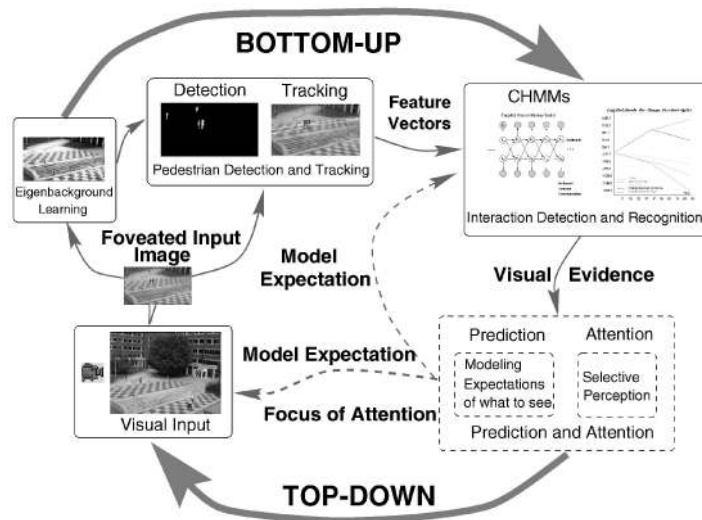 BOTTOM-UP
Detection
Tracking
Pedestrian Detection and Tracking
Feature
Vectors
CHMMs
Interaction Detection and Recognition
Eigenbackground
Learning
Foveated Input
Image
Model
Expectation
Visual Evidence
Model Expectation
Focus of Attention
Visual Input
Prediction
Attention
Modeling
Expectations
of what to see
Selective
Perception
Prediction and Attention
TOP-DOWN